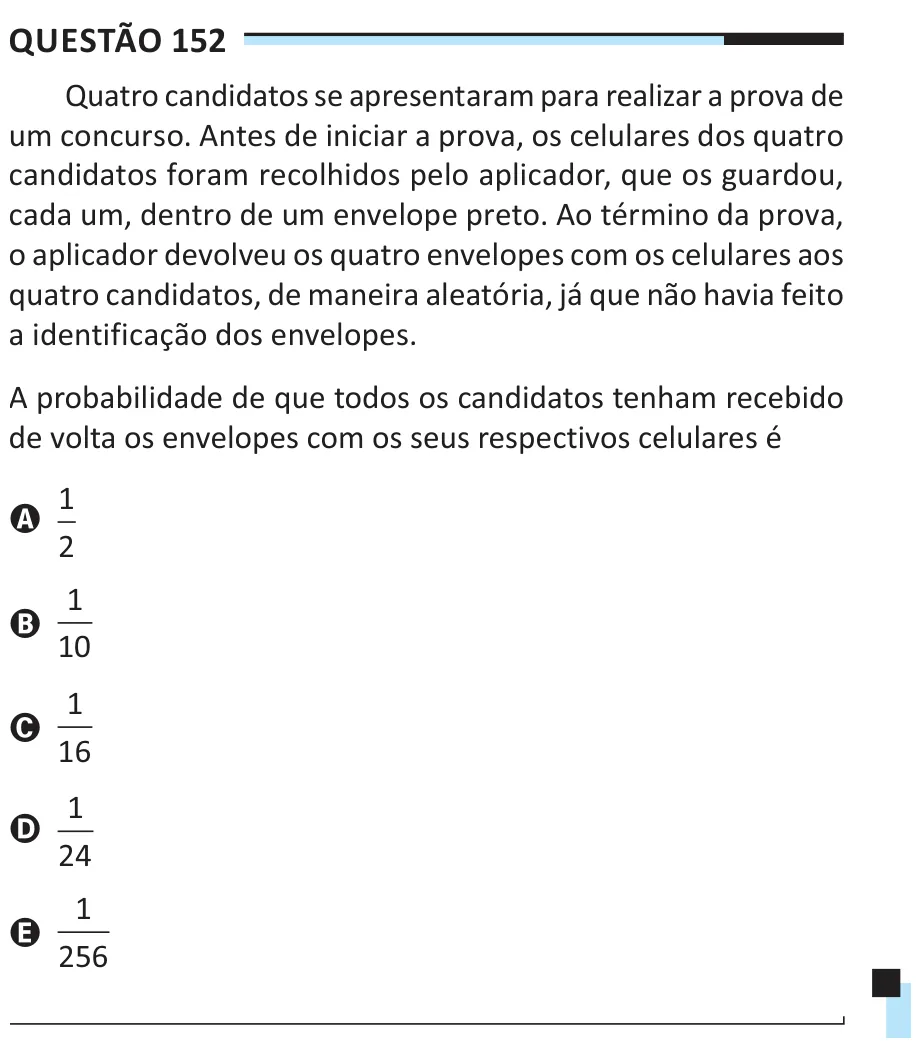 QUESTÃO 152
Quatro candidatos se apresentaram para realizar a prova de
um concurso. Antes de iniciar a prova, os celulares dos quatro
candidatos foram recolhidos pelo aplicador, que os guardou,
cada um, dentro de um envelope preto. Ao término da prova,
o aplicador devolveu os quatro envelopes com os celulares aos
quatro candidatos, de maneira aleatória, já que não havia feito
a identificação dos envelopes.
A probabilidade de que todos os candidatos tenham recebido
de volta os envelopes com os seus respectivos celulares é
A 1/2
B 1/10
C 1/16
D 1/24
E 1/256